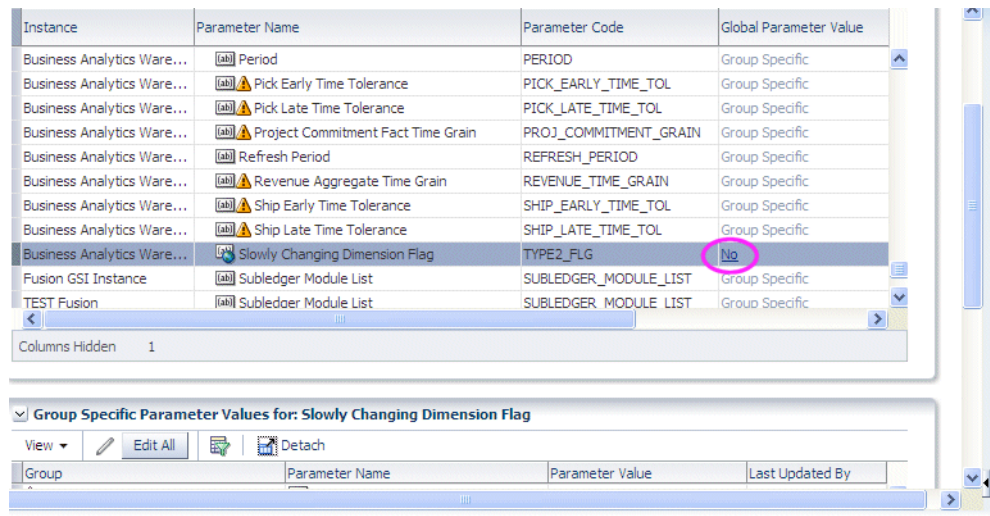 Instance Parameter Name Parameter Code Global Parameter Value
Business Analytics Ware... Period PERIOD Group Specific
Business Analytics Ware... Pick Early Time Tolerance PICK_EARLY_TIME_TOL Group Specific
Business Analytics Ware... Pick Late Time Tolerance PICK_LATE_TIME_TOL Group Specific
Business Analytics Ware... Project Commitment Fact Time Grain PROJ_COMMITMENT_GRAIN Group Specific
Business Analytics Ware... Refresh Period REFRESH_PERIOD Group Specific
Business Analytics Ware... Revenue Aggregate Time Grain REVENUE_TIME_GRAIN Group Specific
Business Analytics Ware... Ship Early Time Tolerance SHIP_EARLY_TIME_TOL Group Specific
Business Analytics Ware... Ship Late Time Tolerance SHIP_LATE_TIME_TOL Group Specific
Business Analytics Ware... Slowly Changing Dimension Flag TYPE2_FLG No
Fusion GSI Instance Subledger Module List SUBLEDGER_MODULE_LIST Group Specific
TEST Fusion Subledger Module List SUBLEDGER_MODULE_LIST Group Specific
Columns Hidden 1
Group Specific Parameter Values for: Slowly Changing Dimension Flag
View Edit All Detach
Group Parameter Name Parameter Value Last Updated By